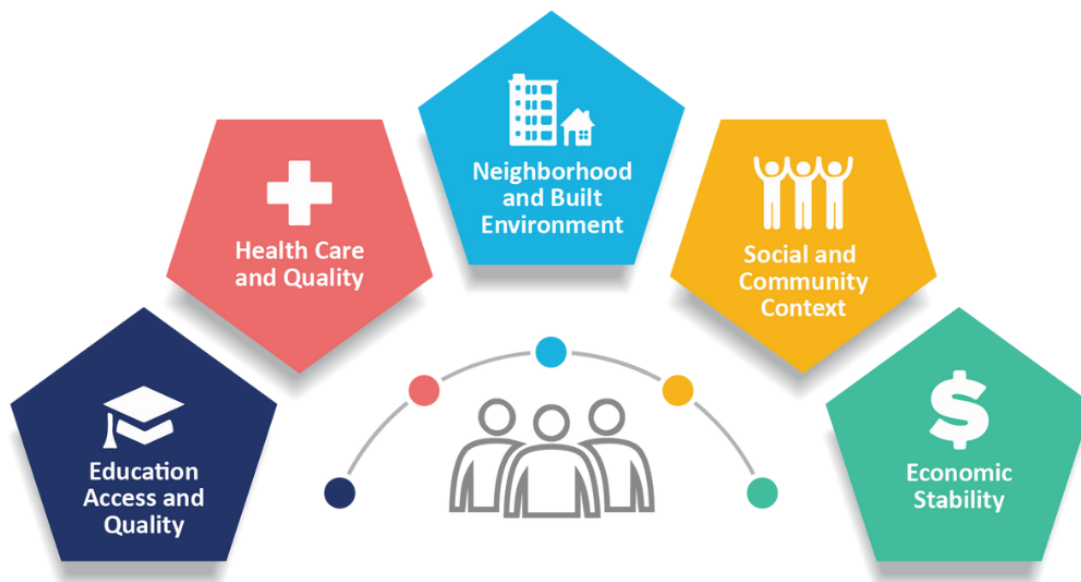 Education
Access and
Quality
Health Care
and Quality
Neighborhood
and Built
Environment
Social and
Community
Context
$
Economic
Stability